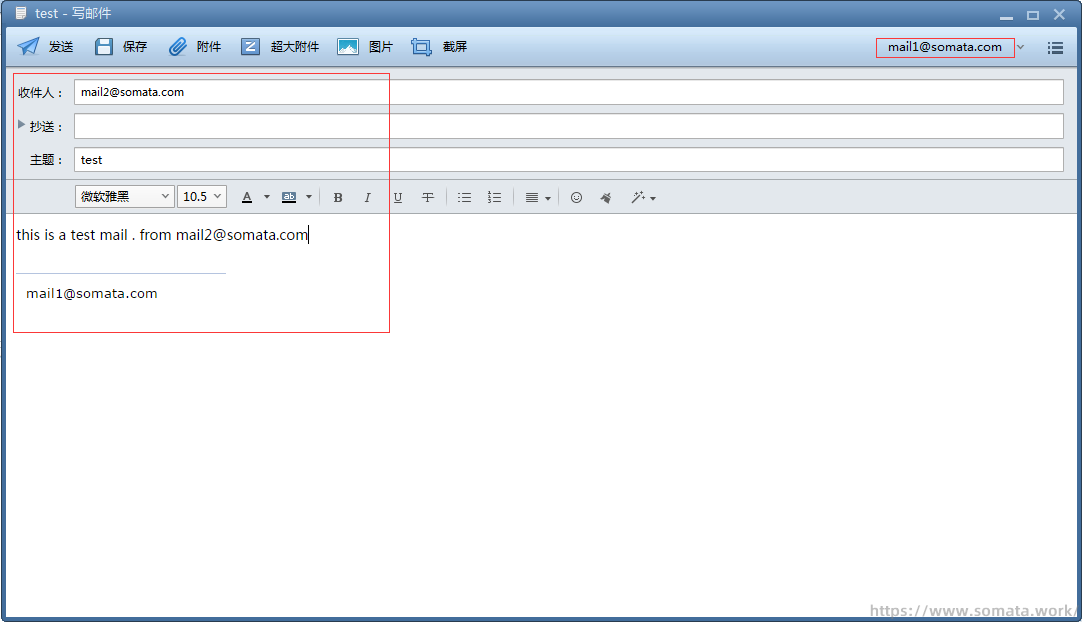 test - 写邮件
发送 保存 附件 超大附件 图片 截屏 mail1@somata.com
收件人： mail2@somata.com
抄送：
主题： test
微软雅黑 10.5 A ab B I U T
this is a test mail . from mail2@somata.com
mail1@somata.com
https://www.somata.work/